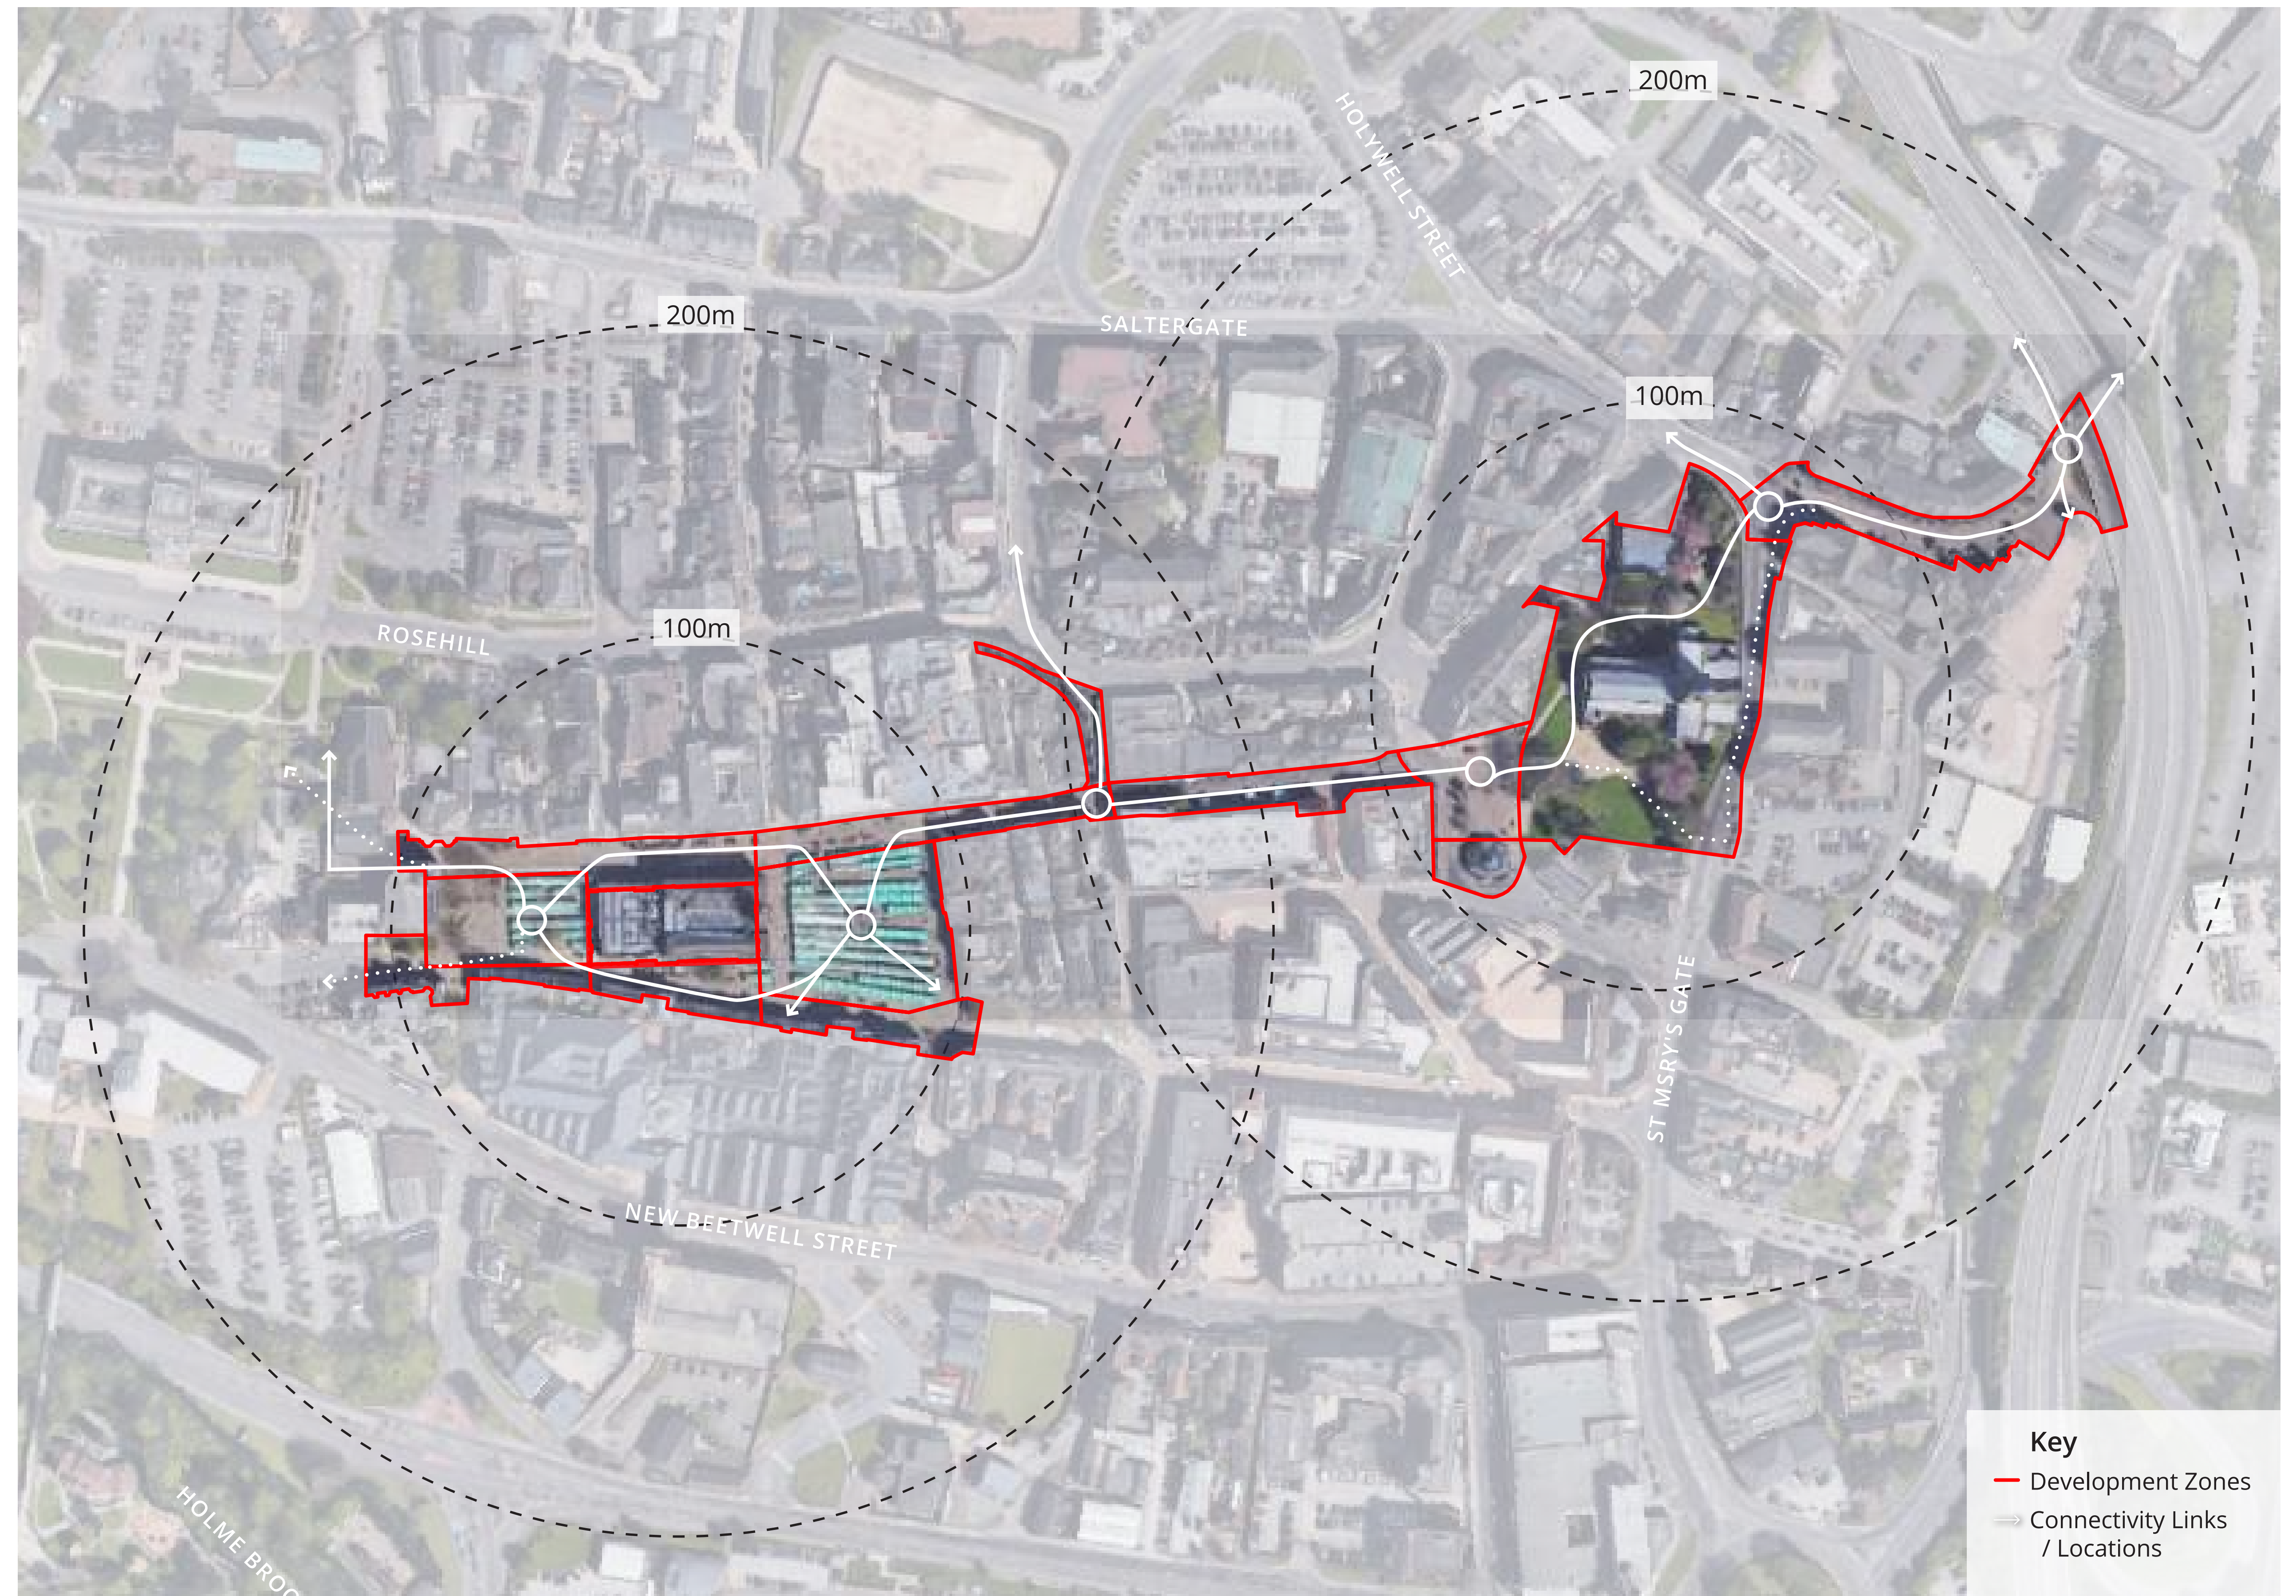 200m
HOLYWELL STREET
200m
SALTERGATE
100m
100m
ROSEHILL
ST MSRY'S GATE
NEW BEETWELL STREET
HOLME BROO
Key
Development Zones
Connectivity Links
/ Locations